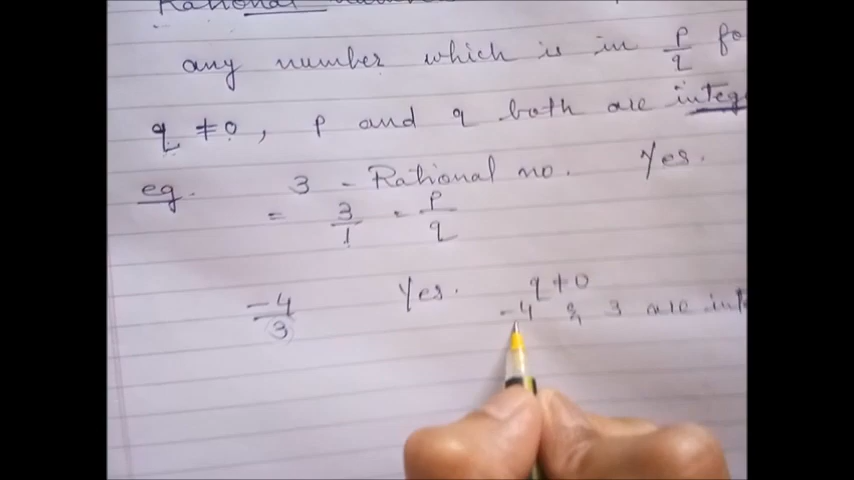 Rational
any number which is in p/q
q ≠ 0, p and q both are
eg. 3 - Rational no. Yes.
= 3/1 = p/q
-4/3 Yes. q ≠ 0
-4 & 3 are